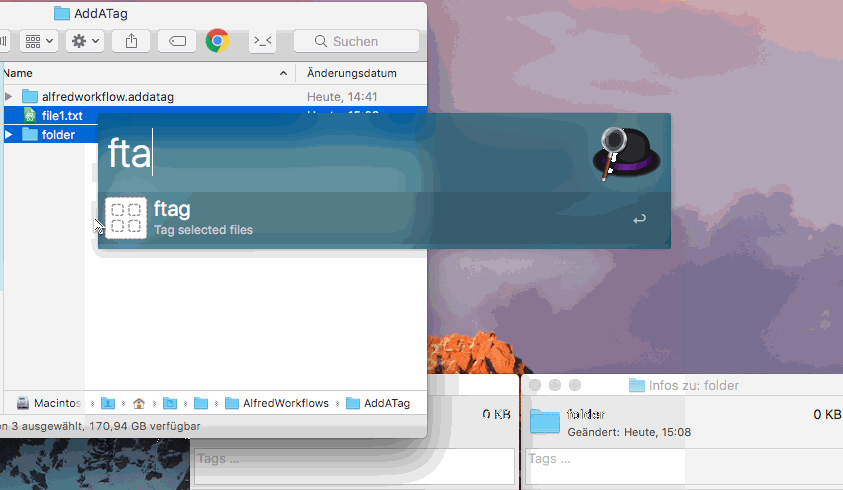 AddATag
>_<
Suchen
Name
Änderungsdatum
alfredworkflow.addatag
Heute, 14:41
file1.txt
folder
fta
ftag
Tag selected files
Macintos
AlfredWorkflows
AddATag
on 3 ausgewählt, 170,94 GB verfügbar
0 KB
Tags ...
Infos zu: folder
folder
0 KB
Geändert: Heute, 15:08
Tags ...